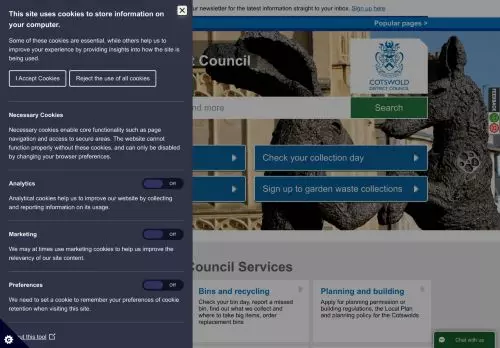 This site uses cookies to store information on
your computer.
Some of these cookies are essential, while others help us to
improve your experience by providing insights into how the site is
being used.
I Accept Cookies
Reject the use of all cookies
Necessary Cookies
Necessary cookies enable core functionality such as page
navigation and access to secure areas. The website cannot
function properly without these cookies, and can only be disabled
by changing your browser preferences.
Analytics
Off
Analytical cookies help us to improve our website by collecting
and reporting information on its usage.
Marketing
Off
We may at times use marketing cookies to help us improve the
relevancy of our site content.
Preferences
Off
We need to set a cookie to remember your preferences of cookie
retention when visiting this site.
this tool
ur newsletter for the latest information straight to your inbox. Sign up here
Popular pages >
t Council
COTSWOLD
DISTRICT COUNCIL
nd more
Search
FEEDBACK
Check your collection day
Sign up to garden waste collections
Council Services
Bins and recycling
Check your bin day, report a missed
bin, find out what we collect and
where to take big items, order
replacement bins
Planning and building
Apply for planning permission or
building regulations, the Local Plan
and planning policy for the Cotswolds
Chat with us